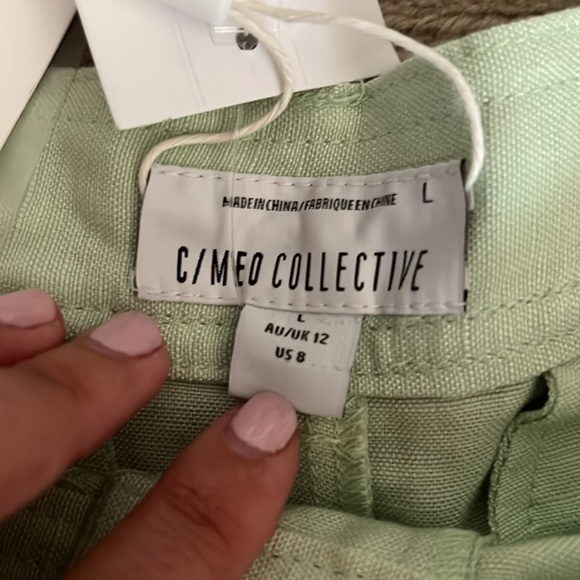 MADE IN CHINA/FABRIQUE EN CHINE L
C/MEO COLLECTIVE
L
AU/UK 12
US 8